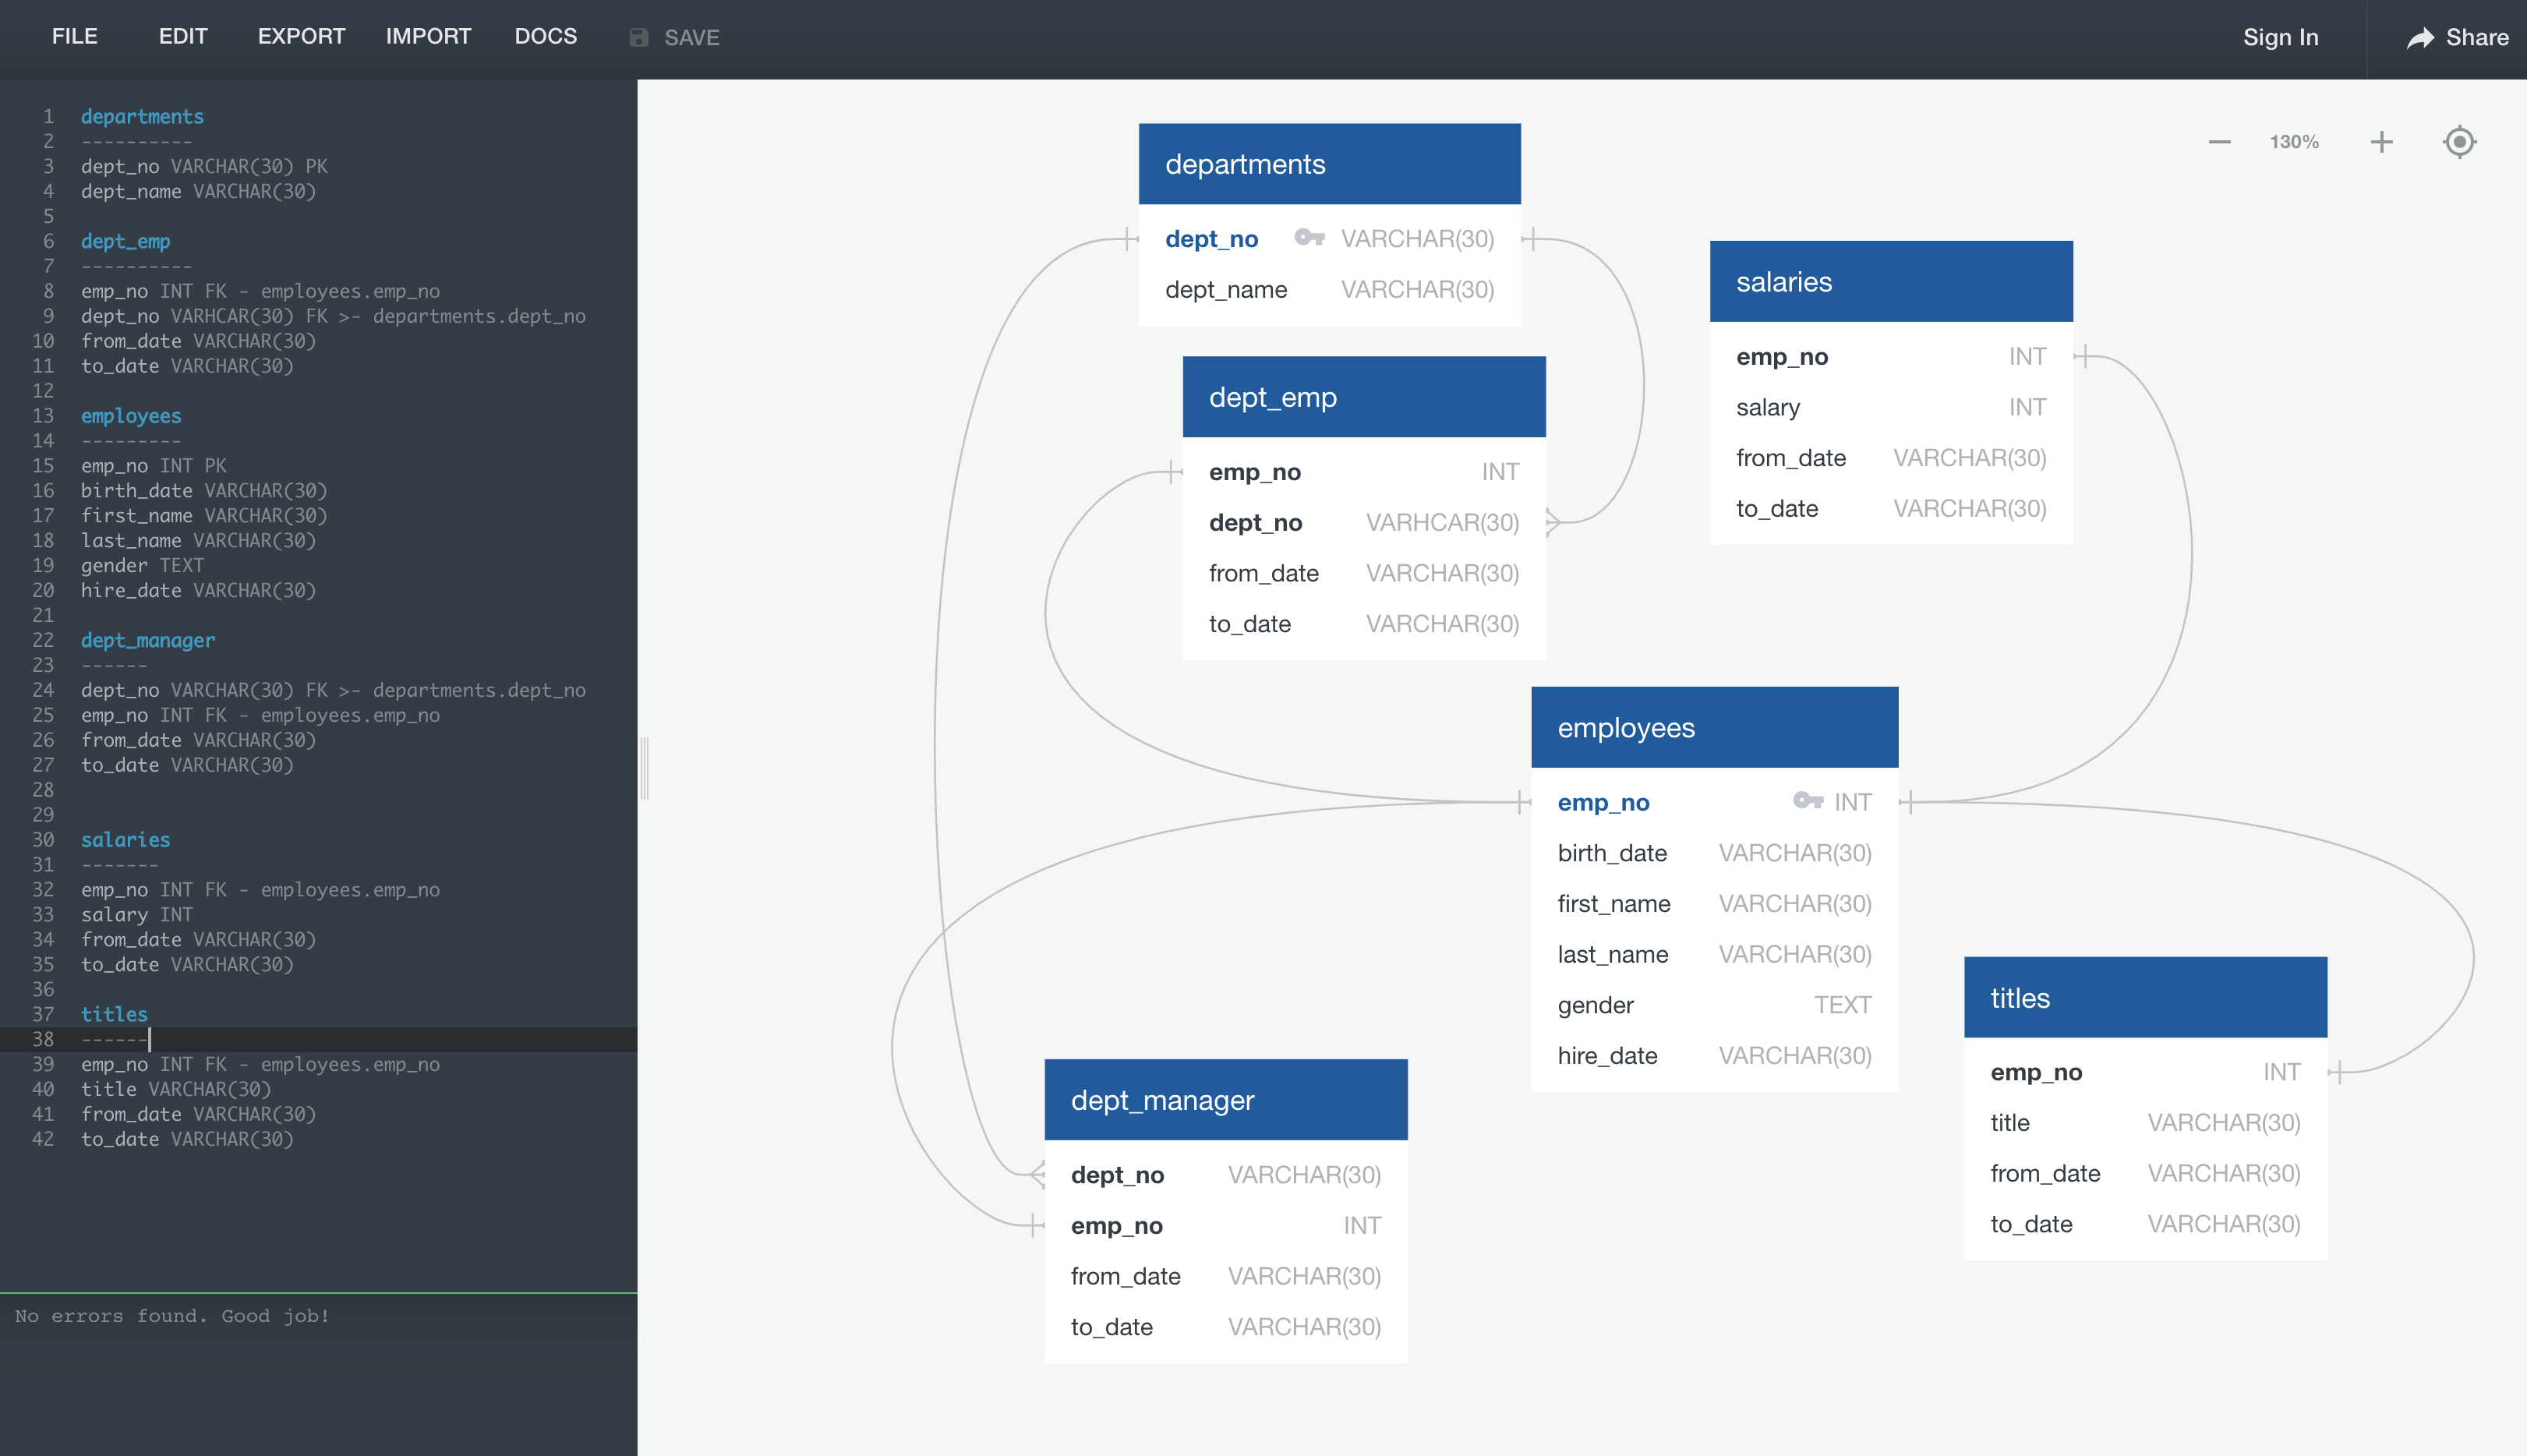 FILE EDIT EXPORT IMPORT DOCS SAVE Sign In Share
1 departments
2 ----------
3 dept_no VARCHAR(30) PK
4 dept_name VARCHAR(30)
5
6 dept_emp
7 ----------
8 emp_no INT FK - employees.emp_no
9 dept_no VARHCAR(30) FK >- departments.dept_no
10 from_date VARCHAR(30)
11 to_date VARCHAR(30)
12
13 employees
14 ---------
15 emp_no INT PK
16 birth_date VARCHAR(30)
17 first_name VARCHAR(30)
18 last_name VARCHAR(30)
19 gender TEXT
20 hire_date VARCHAR(30)
21
22 dept_manager
23 ------
24 dept_no VARCHAR(30) FK >- departments.dept_no
25 emp_no INT FK - employees.emp_no
26 from_date VARCHAR(30)
27 to_date VARCHAR(30)
28
29
30 salaries
31 -------
32 emp_no INT FK - employees.emp_no
33 salary INT
34 from_date VARCHAR(30)
35 to_date VARCHAR(30)
36
37 titles
38 ------
39 emp_no INT FK - employees.emp_no
40 title VARCHAR(30)
41 from_date VARCHAR(30)
42 to_date VARCHAR(30)
No errors found. Good job!
130%
departments
dept_no VARCHAR(30)
dept_name VARCHAR(30)
dept_emp
emp_no INT
dept_no VARHCAR(30)
from_date VARCHAR(30)
to_date VARCHAR(30)
salaries
emp_no INT
salary INT
from_date VARCHAR(30)
to_date VARCHAR(30)
employees
emp_no INT
birth_date VARCHAR(30)
first_name VARCHAR(30)
last_name VARCHAR(30)
gender TEXT
hire_date VARCHAR(30)
titles
emp_no INT
title VARCHAR(30)
from_date VARCHAR(30)
to_date VARCHAR(30)
dept_manager
dept_no VARCHAR(30)
emp_no INT
from_date VARCHAR(30)
to_date VARCHAR(30)